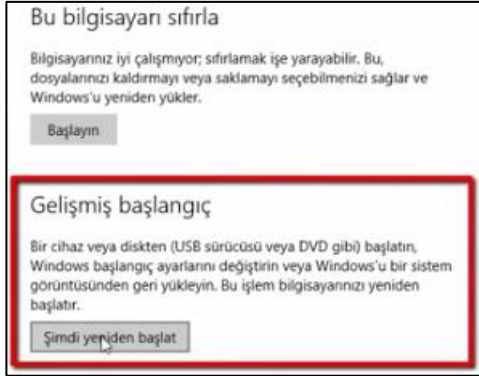 Bu bilgisayarı sıfırla
Bilgisayarınız iyi çalışmıyor; sıfırlamak işe yarayabilir. Bu,
dosyalarınızı kaldırmayı veya saklamayı seçebilmenizi sağlar ve
Windows'u yeniden yükler.
Başlayın
Gelişmiş başlangıç
Bir cihaz veya diskten (USB sürücüsü veya DVD gibi) başlatın,
Windows başlangıç ayarlarını değiştirin veya Windows'u bir sistem
görüntüsünden geri yükleyin. Bu işlem bilgisayarınızı yeniden
başlatır.
Şimdi yeniden başlat